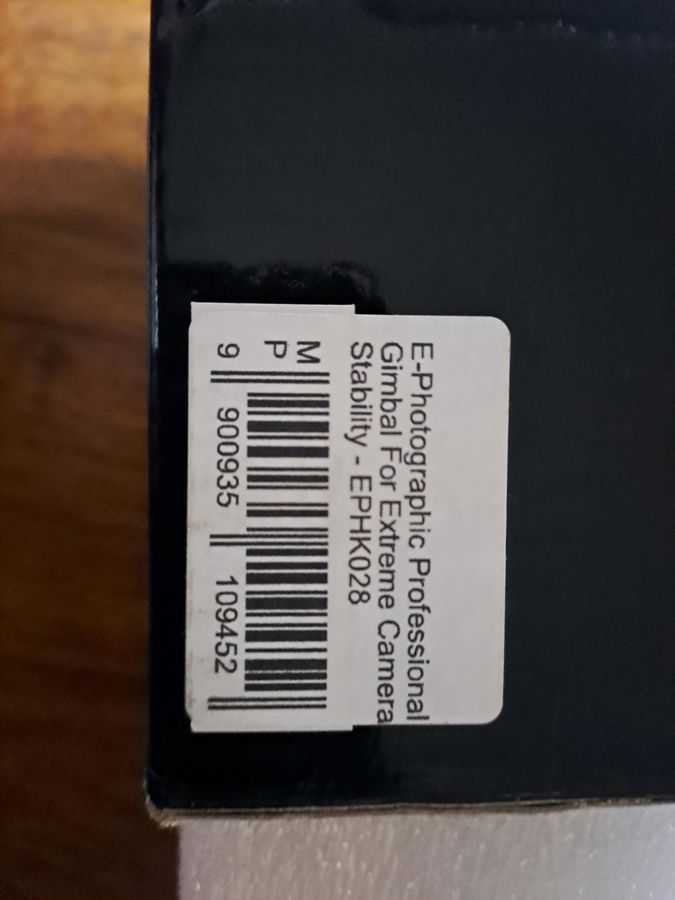 E-Photographic Professional
Gimbal For Extreme Camera
Stability - EPHK028
M
P
9 900935 109452